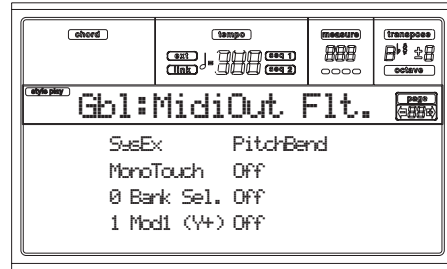 chord tempo measure transpose
ext seq 1
link seq 2
octave
style play Gbl:MidiOut Flt. page
SysEx PitchBend
MonoTouch Off
0 Bank Sel. Off
1 Mod1 (Y+) Off